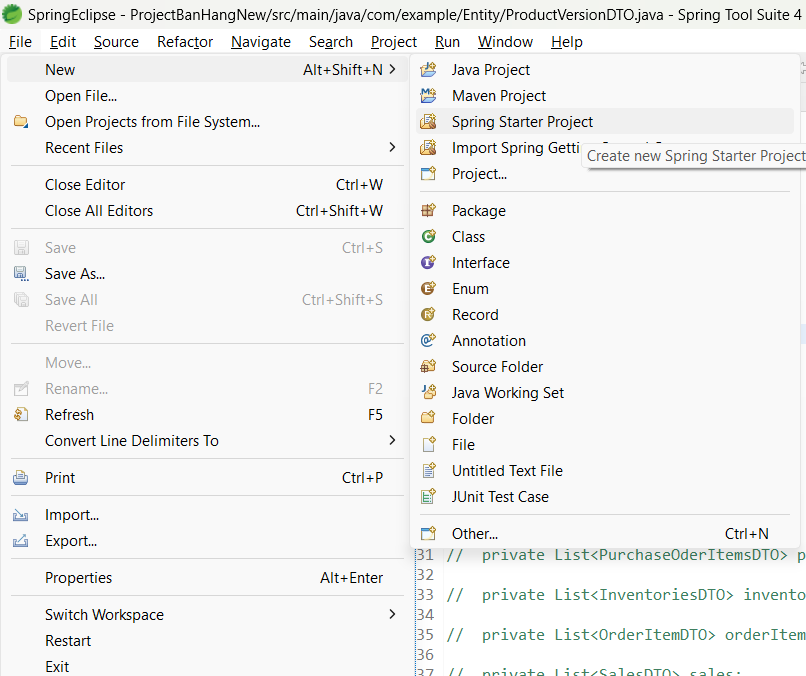 SpringEclipse - ProjectBanHangNew/src/main/java/com/example/Entity/ProductVersionDTO.java - Spring Tool Suite 4
File Edit Source Refactor Navigate Search Project Run Window Help
New Alt+Shift+N >
Open File...
Open Projects from File System...
Recent Files >
Close Editor Ctrl+W
Close All Editors Ctrl+Shift+W
Save Ctrl+S
Save As...
Save All Ctrl+Shift+S
Revert File
Move...
Rename... F2
Refresh F5
Convert Line Delimiters To >
Print Ctrl+P
Import...
Export...
Properties Alt+Enter
Switch Workspace >
Restart
Exit
Java Project
Maven Project
Spring Starter Project
Import Spring Getti
Create new Spring Starter Project
Project...
Package
Class
Interface
Enum
Record
Annotation
Source Folder
Java Working Set
Folder
File
Untitled Text File
JUnit Test Case
Other... Ctrl+N
31 // private List<PurchaseOderItemsDTO> p
32
33 // private List<InventoriesDTO> invento
34
35 // private List<OrderItemDTO> orderItem
36
37 // private List<SalesDTO> sales;